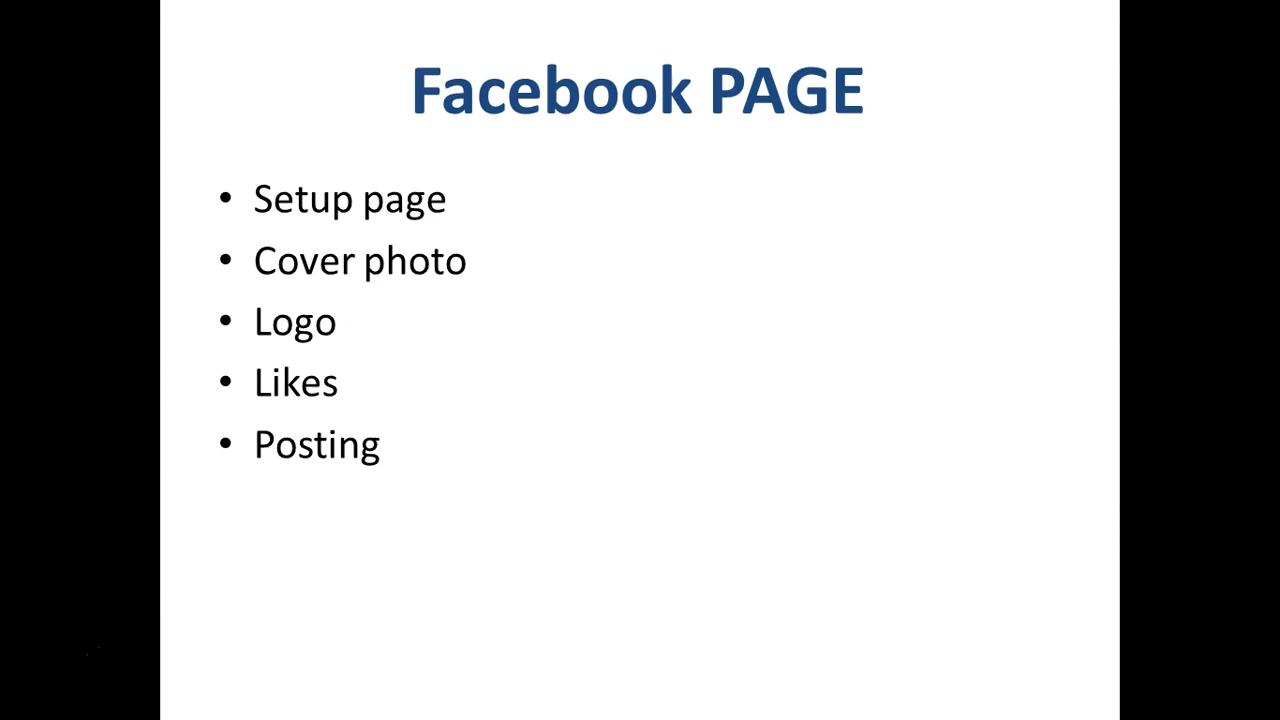 Facebook PAGE
• Setup page
• Cover photo
• Logo
• Likes
• Posting